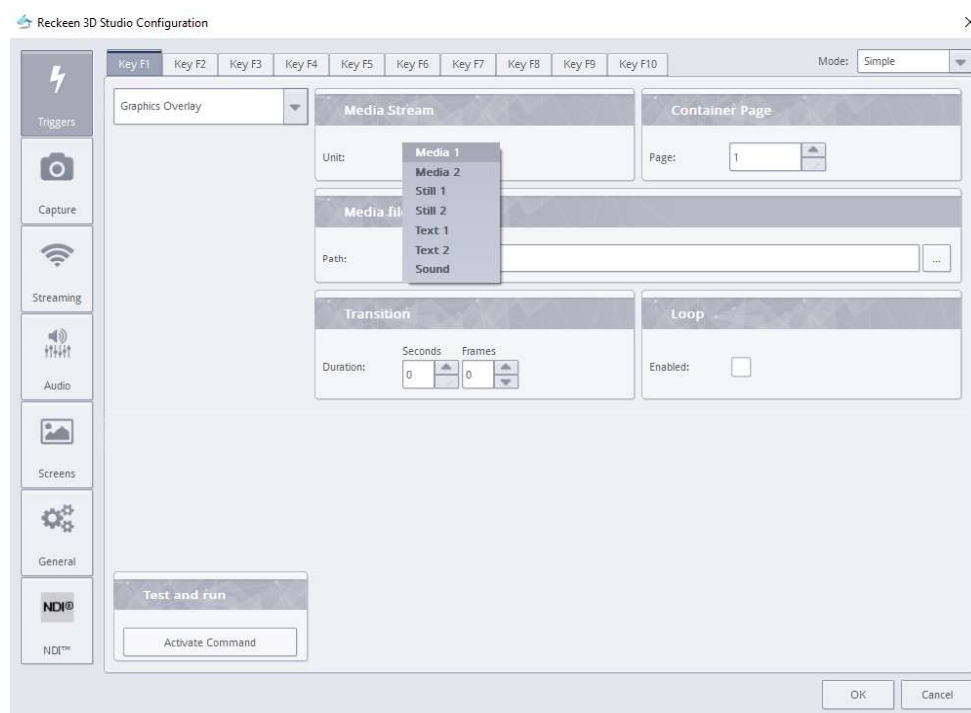 Reckeen 3D Studio Configuration
Key F1 Key F2 Key F3 Key F4 Key F5 Key F6 Key F7 Key F8 Key F9 Key F10
Mode: Simple
Triggers
Capture
Streaming
Audio
Screens
General
NDI®
NDI™
Graphics Overlay
Media Stream
Unit:
Media 1
Media 2
Still 1
Still 2
Text 1
Text 2
Sound
Container Page
Page: 1
Media fil
Path:
...
Transition
Seconds Frames
Duration: 0 0
Loop
Enabled:
Test and run
Activate Command
OK Cancel